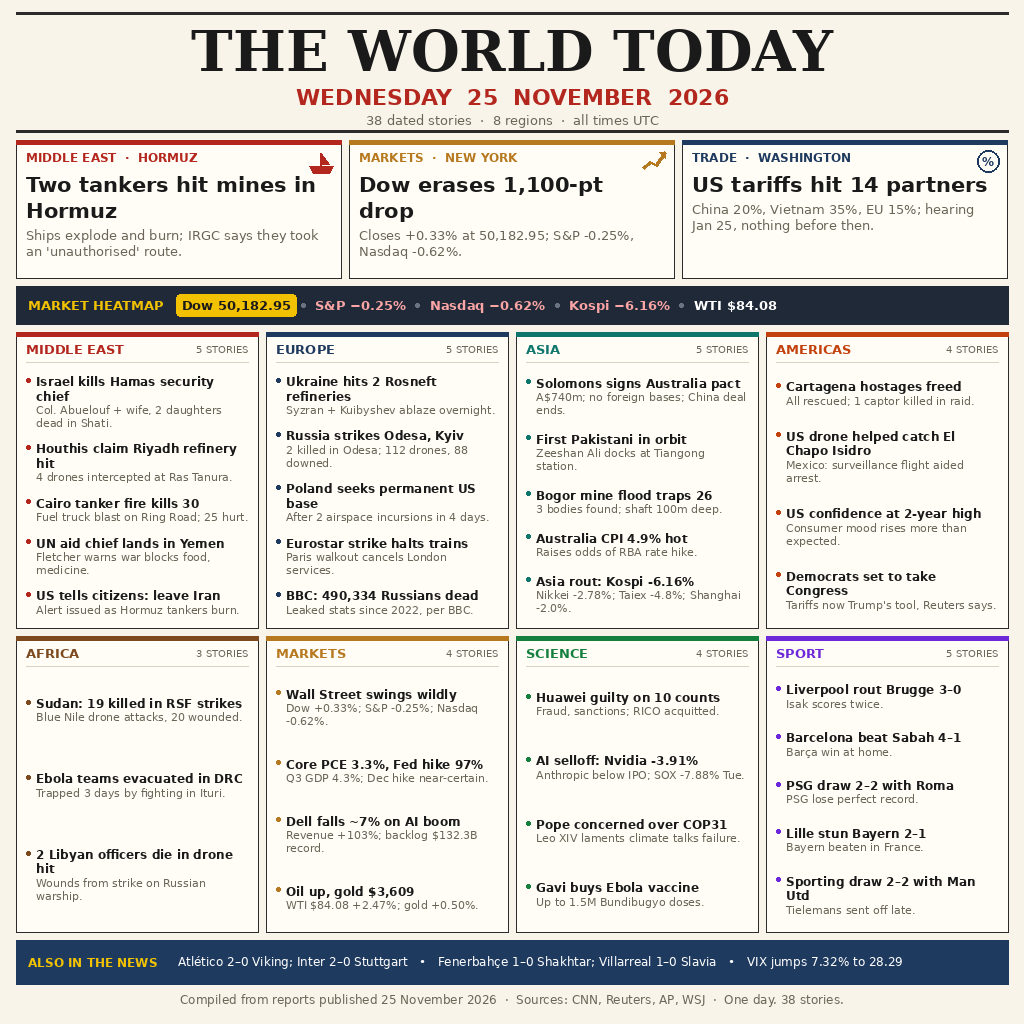 THE WORLD TODAY
WEDNESDAY 25 NOVEMBER 2026
38 dated stories · 8 regions · all times UTC
MIDDLE EAST · HORMUZ
Two tankers hit mines in
Hormuz
Ships explode and burn; IRGC says they took
an 'unauthorised' route.
MARKETS · NEW YORK
Dow erases 1,100-pt
drop
Closes +0.33% at 50,182.95; S&P -0.25%,
Nasdaq -0.62%.
TRADE · WASHINGTON
%
US tariffs hit 14 partners
China 20%, Vietnam 35%, EU 15%; hearing
Jan 25, nothing before then.
MARKET HEATMAP Dow 50,182.95 • S&P −0.25% • Nasdaq −0.62% • Kospi −6.16% • WTI $84.08
MIDDLE EAST 5 STORIES
• Israel kills Hamas security
chief
Col. Abuelouf + wife, 2 daughters
dead in Shati.
• Houthis claim Riyadh refinery
hit
4 drones intercepted at Ras Tanura.
• Cairo tanker fire kills 30
Fuel truck blast on Ring Road; 25 hurt.
• UN aid chief lands in Yemen
Fletcher warns war blocks food,
medicine.
• US tells citizens: leave Iran
Alert issued as Hormuz tankers burn.
EUROPE 5 STORIES
• Ukraine hits 2 Rosneft
refineries
Syzran + Kuibyshev ablaze overnight.
• Russia strikes Odesa, Kyiv
2 killed in Odesa; 112 drones, 88
downed.
• Poland seeks permanent US
base
After 2 airspace incursions in 4 days.
• Eurostar strike halts trains
Paris walkout cancels London
services.
• BBC: 490,334 Russians dead
Leaked stats since 2022, per BBC.
ASIA 5 STORIES
• Solomons signs Australia pact
A$740m; no foreign bases; China deal
ends.
• First Pakistani in orbit
Zeeshan Ali docks at Tiangong
station.
• Bogor mine flood traps 26
3 bodies found; shaft 100m deep.
• Australia CPI 4.9% hot
Raises odds of RBA rate hike.
• Asia rout: Kospi -6.16%
Nikkei -2.78%; Taiex -4.8%; Shanghai
-2.0%.
AMERICAS 4 STORIES
• Cartagena hostages freed
All rescued; 1 captor killed in raid.
• US drone helped catch El
Chapo Isidro
Mexico: surveillance flight aided
arrest.
• US confidence at 2-year high
Consumer mood rises more than
expected.
• Democrats set to take
Congress
Tariffs now Trump's tool, Reuters says.
AFRICA 3 STORIES
• Sudan: 19 killed in RSF strikes
Blue Nile drone attacks, 20 wounded.
• Ebola teams evacuated in DRC
Trapped 3 days by fighting in Ituri.
• 2 Libyan officers die in drone
hit
Wounds from strike on Russian
warship.
MARKETS 4 STORIES
• Wall Street swings wildly
Dow +0.33%; S&P -0.25%; Nasdaq
-0.62%.
• Core PCE 3.3%, Fed hike 97%
Q3 GDP 4.3%; Dec hike near-certain.
• Dell falls ~7% on AI boom
Revenue +103%; backlog $132.3B
record.
• Oil up, gold $3,609
WTI $84.08 +2.47%; gold +0.50%.
SCIENCE 4 STORIES
• Huawei guilty on 10 counts
Fraud, sanctions; RICO acquitted.
• AI selloff: Nvidia -3.91%
Anthropic below IPO; SOX -7.88% Tue.
• Pope concerned over COP31
Leo XIV laments climate talks failure.
• Gavi buys Ebola vaccine
Up to 1.5M Bundibugyo doses.
SPORT 5 STORIES
• Liverpool rout Brugge 3–0
Isak scores twice.
• Barcelona beat Sabah 4–1
Barça win at home.
• PSG draw 2–2 with Roma
PSG lose perfect record.
• Lille stun Bayern 2–1
Bayern beaten in France.
• Sporting draw 2–2 with Man
Utd
Tielemans sent off late.
ALSO IN THE NEWS Atlético 2–0 Viking; Inter 2–0 Stuttgart • Fenerbahçe 1–0 Shakhtar; Villarreal 1–0 Slavia • VIX jumps 7.32% to 28.29
Compiled from reports published 25 November 2026 · Sources: CNN, Reuters, AP, WSJ · One day. 38 stories.